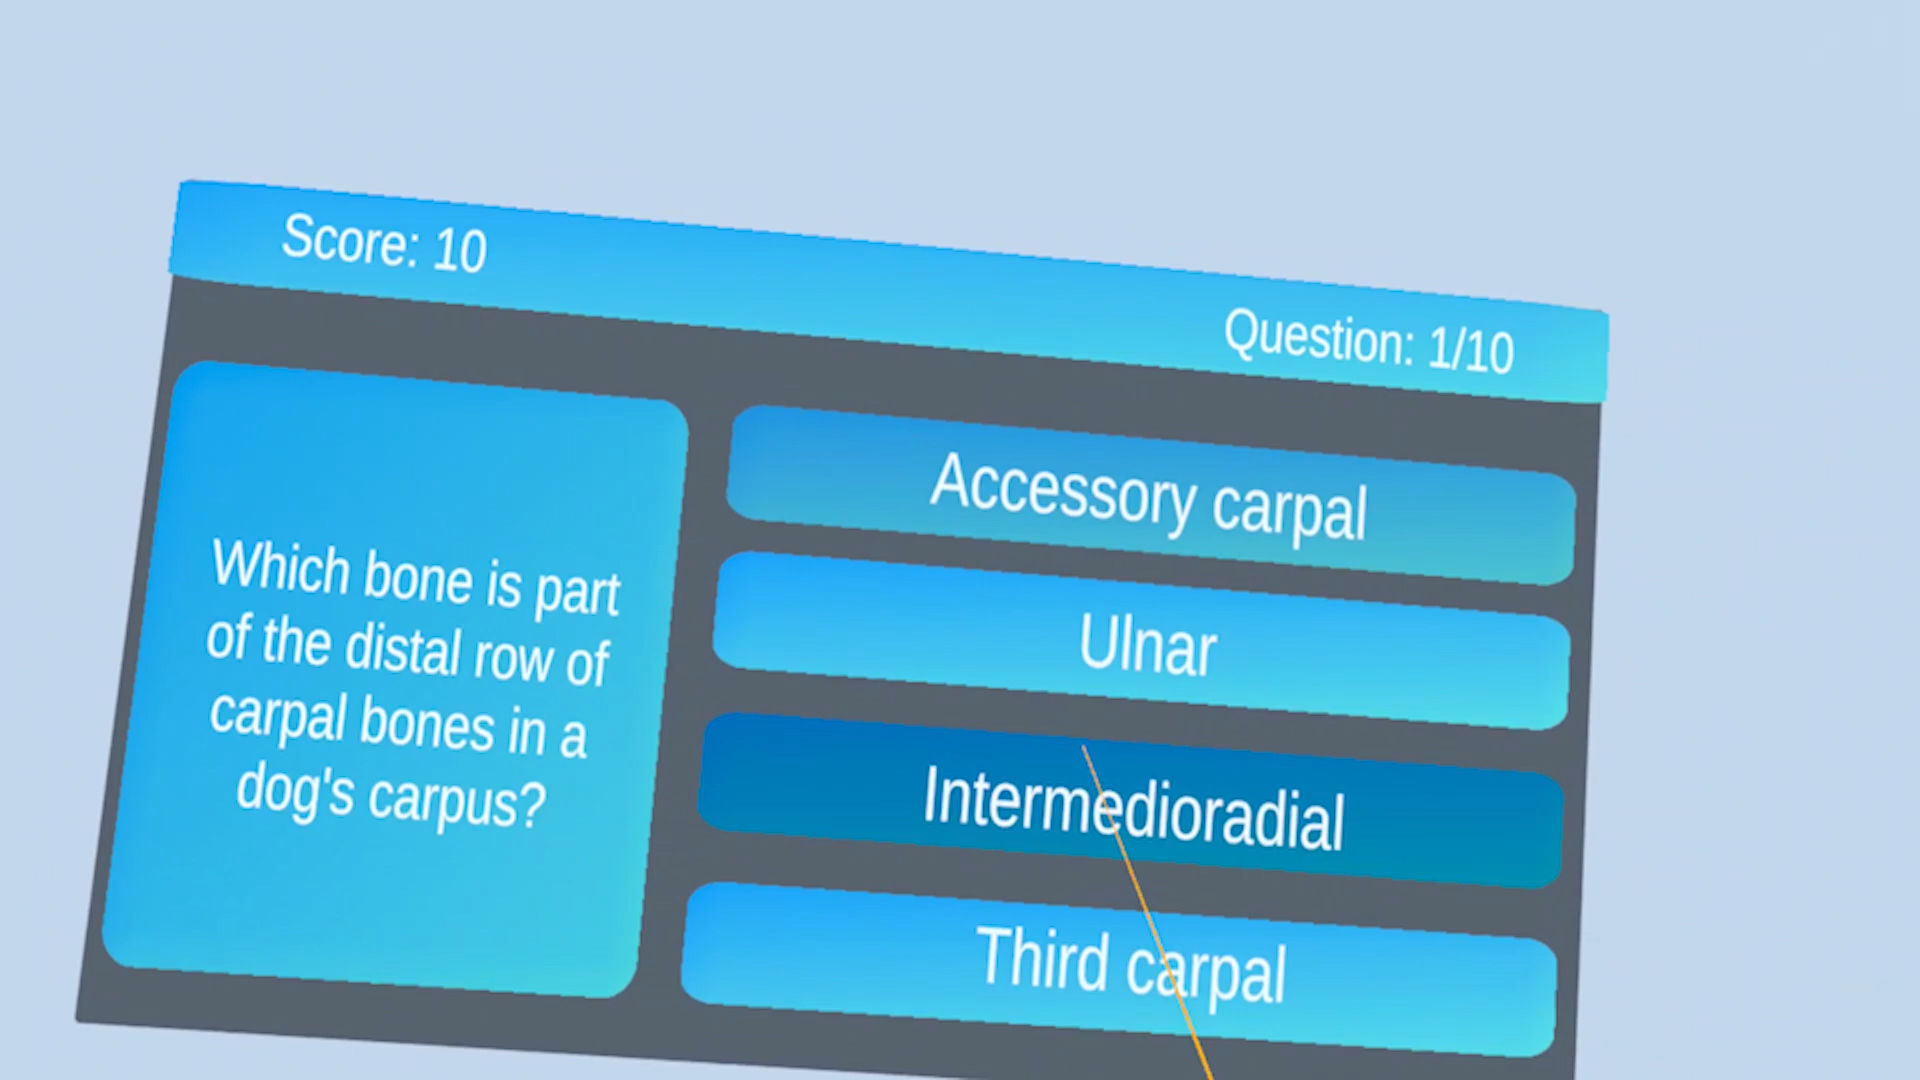 Score: 10
Question: 1/10
Which bone is part
of the distal row of
carpal bones in a
dog's carpus?
Accessory carpal
Ulnar
Intermedioradial
Third carpal